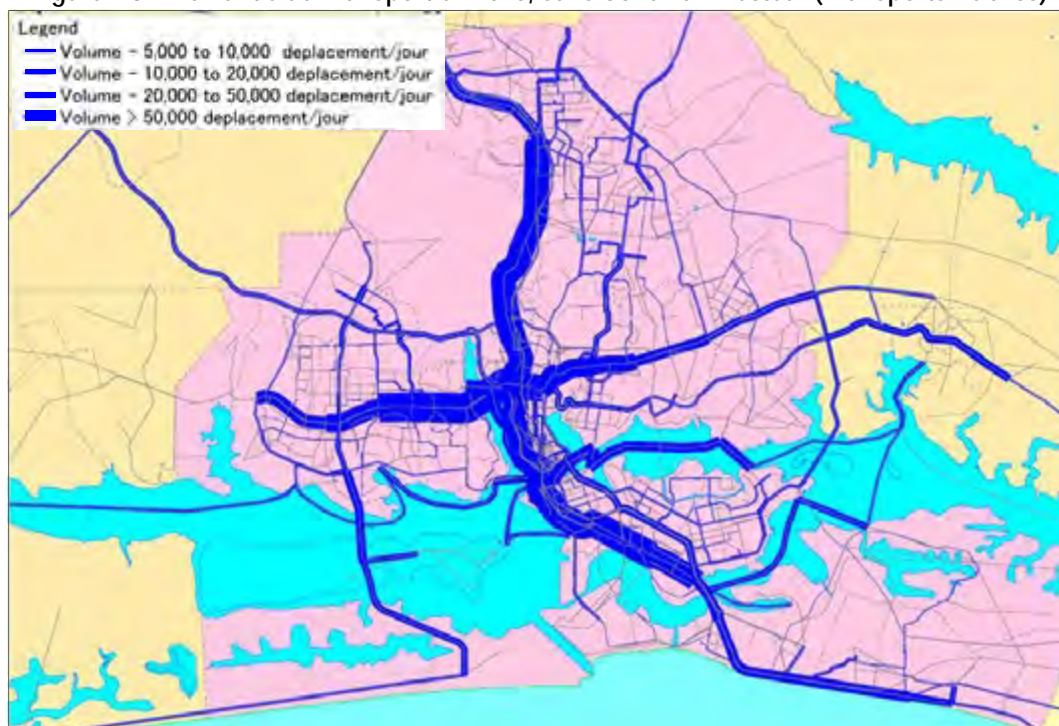 Legend
Volume - 5,000 to 10,000 deplacement/jour
Volume - 10,000 to 20,000 deplacement/jour
Volume - 20,000 to 50,000 deplacement/jour
Volume > 50,000 deplacement/jour